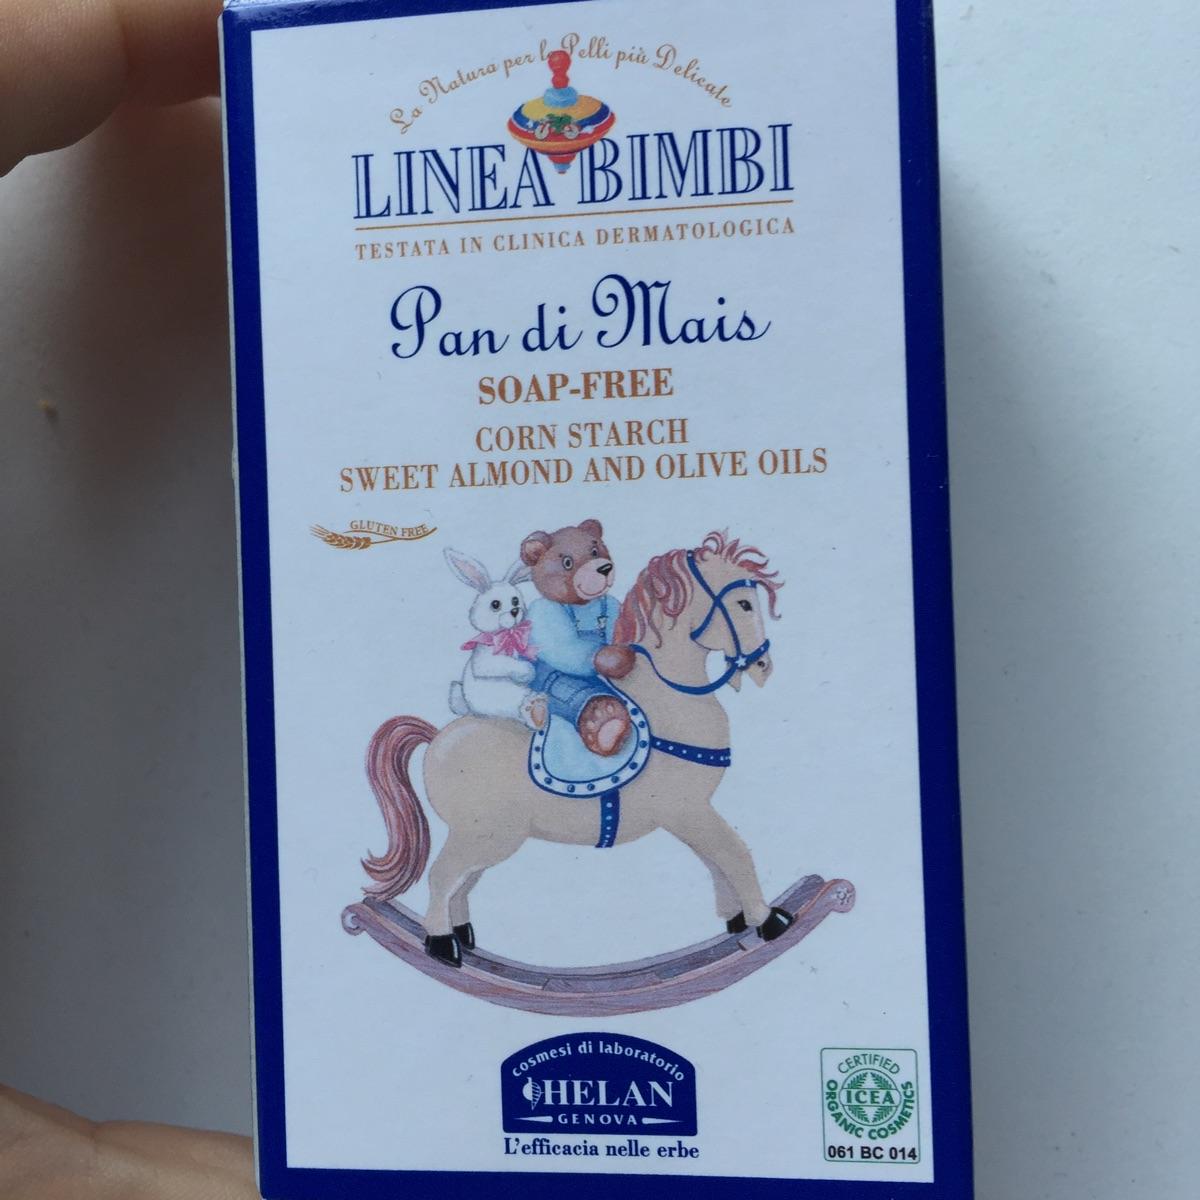 La Natura per le Pelli più Delicate
LINEA BIMBI
TESTATA IN CLINICA DERMATOLOGICA
Pan di Mais
SOAP-FREE
CORN STARCH
SWEET ALMOND AND OLIVE OILS
GLUTEN FREE
cosmesi di laboratorio
HELAN
GENOVA
L'efficacia nelle erbe
CERTIFIED
ICEA
ORGANIC COSMETICS
061 BC 014